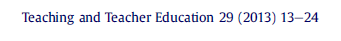 Teaching and Teacher Education 29 (2013) 13–24